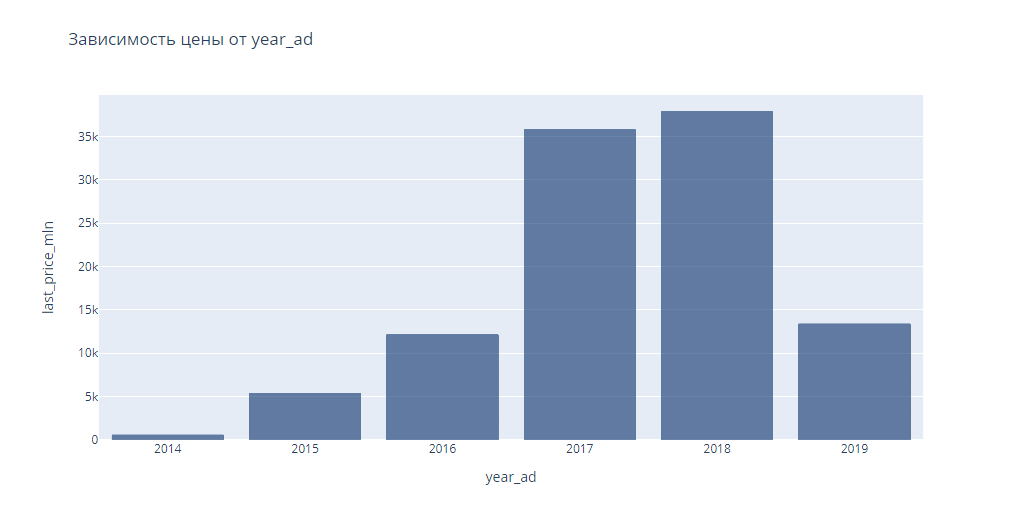 Зависимость цены от year_ad
last_price_mln
35k
30k
25k
20k
15k
10k
5k
0
2014 2015 2016 2017 2018 2019
year_ad